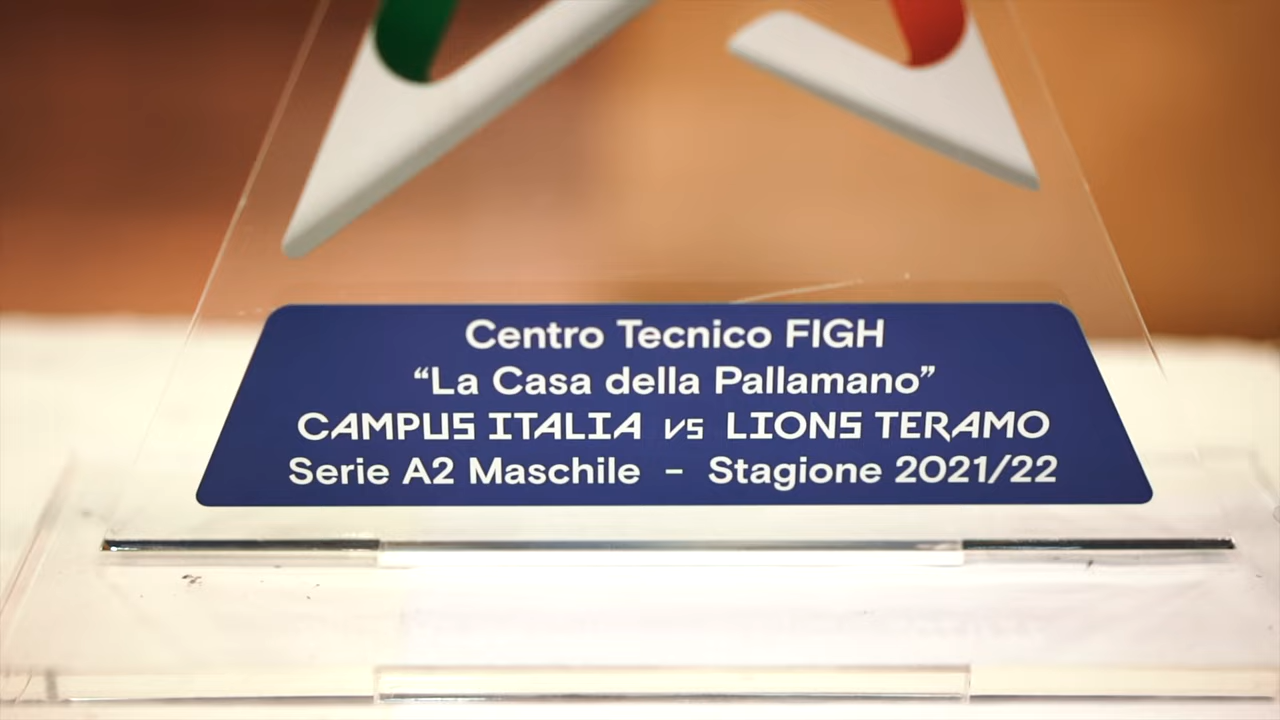 Centro Tecnico FIGH
“La Casa della Pallamano”
CAMPUS ITALIA vs LIONS TERAMO
Serie A2 Maschile - Stagione 2021/22